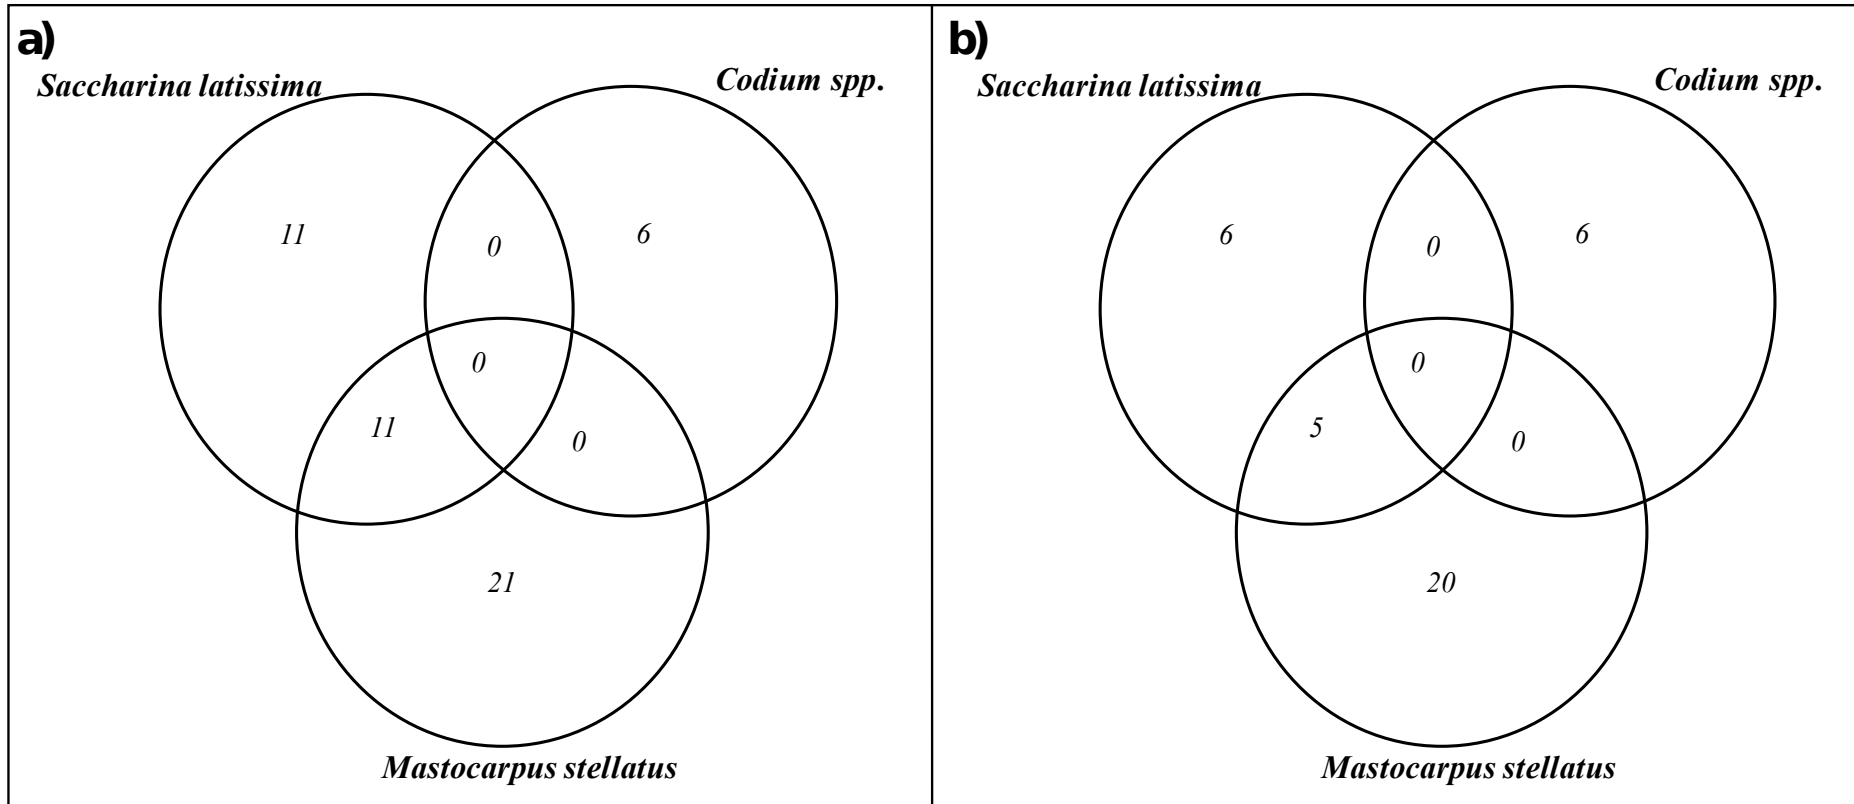 a)
Saccharina latissima
Codium spp.
11
0
6
0
11
0
21
Mastocarpus stellatus
b)
Saccharina latissima
Codium spp.
6
0
6
0
5
0
20
Mastocarpus stellatus